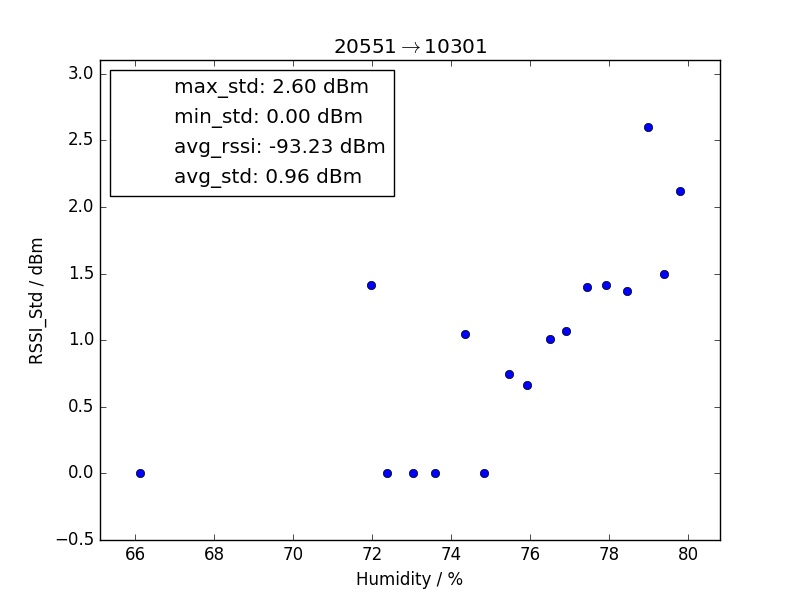 20551→10301
max_std: 2.60 dBm
min_std: 0.00 dBm
avg_rssi: -93.23 dBm
avg_std: 0.96 dBm
3.0
2.5
2.0
1.5
1.0
0.5
0.0
−0.5
RSSI_Std / dBm
66 68 70 72 74 76 78 80
Humidity / %